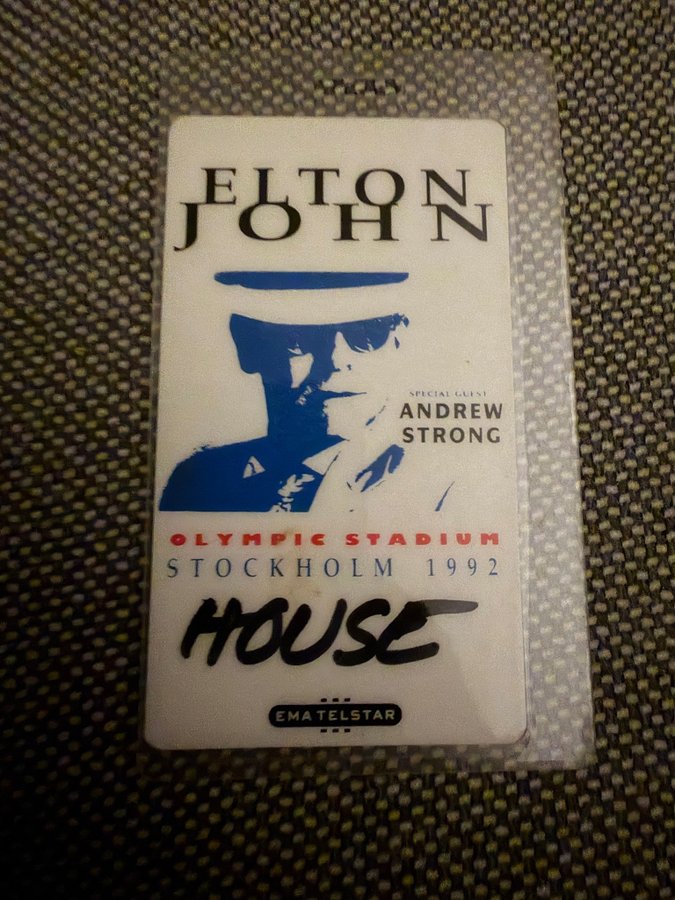 ELTON
JOHN
SPECIAL GUEST
ANDREW
STRONG
OLYMPIC STADIUM
STOCKHOLM 1992
HOUSE
EMA TELSTAR